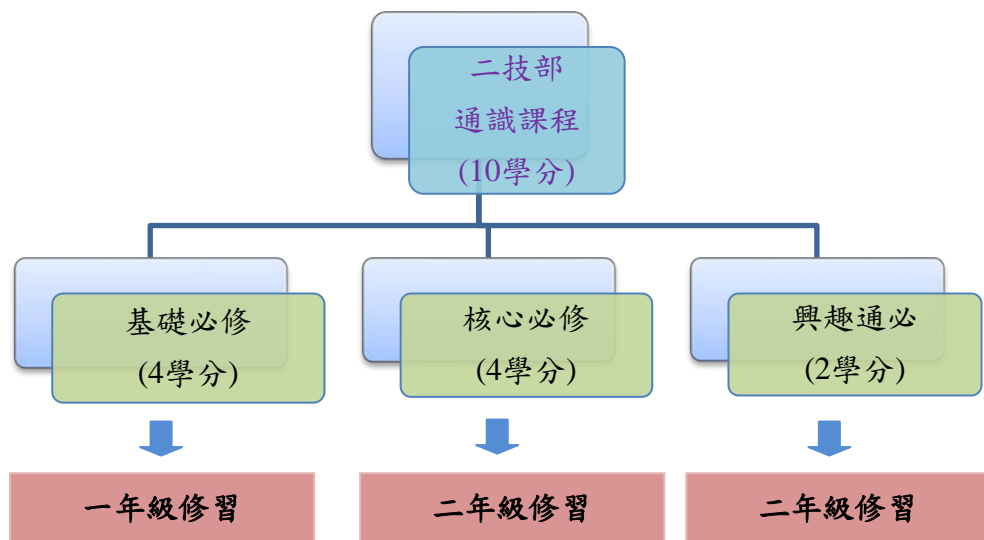 二技部
通識課程
(10學分)
基礎必修
(4學分)
核心必修
(4學分)
興趣通必
(2學分)
一年級修習
二年級修習
二年級修習